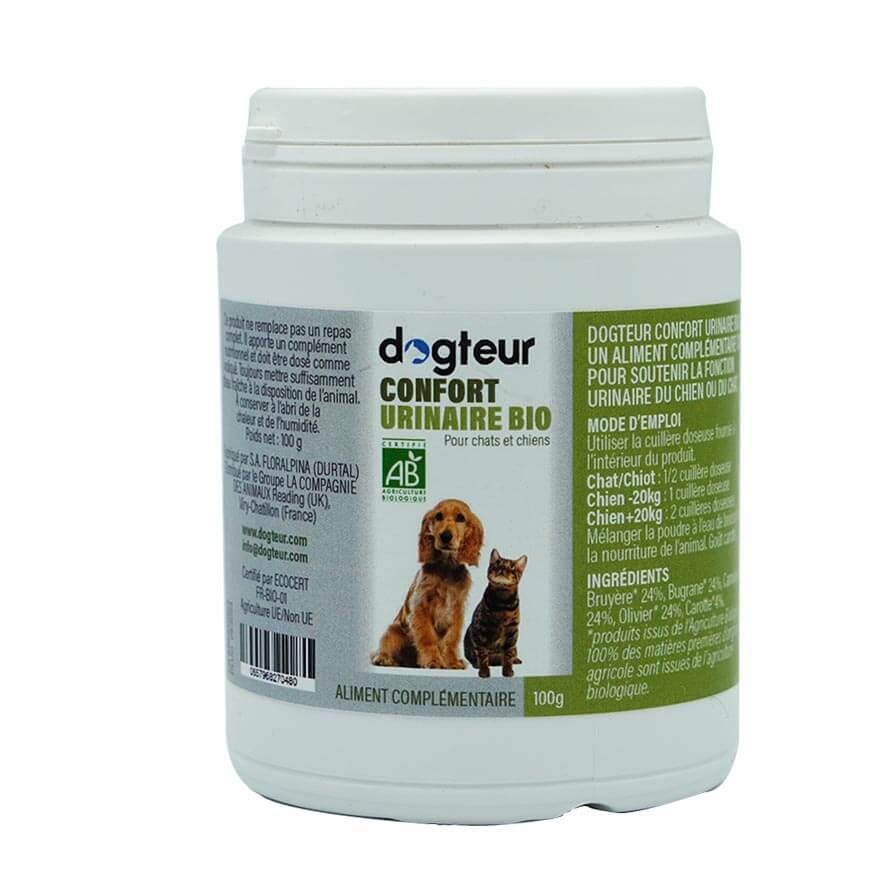 produit ne remplace pas un repas
complet. Il apporte un complément
nutritionnel et doit être dosé comme
Toujours mettre suffisamment
à la disposition de l'animal.
A conserver à l'abri de la
chaleur et de l'humidité.
Poids net : 100 g
par S.A. FLORALPINA (DURTAL)
par le Groupe LA COMPAGNIE
DES ANIMAUX Reading (UK),
Viry-Chatillon (France)
www.dogteur.com
info@dogteur.com
Certifié par ECOCERT
FR-BIO-01
Agriculture UE/Non UE
0657968270480
dogteur
CONFORT
URINAIRE BIO
Pour chats et chiens
CERTIFIÉ
AB
AGRICULTURE
BIOLOGIQUE
ALIMENT COMPLÉMENTAIRE
100g
DOGTEUR CONFORT URINAIRE
UN ALIMENT COMPLÉMENTAIRE
POUR SOUTENIR LA FONCTION
URINAIRE DU CHIEN OU DU CHAT
MODE D'EMPLOI
Utiliser la cuillère doseuse
l'intérieur du produit.
Chat/Chiot : 1/2 cuillère doseuse
Chien -20kg : 1 cuillère doseuse
Chien+20kg : 2 cuillères doseuses
Mélanger la poudre à l'eau de
la nourriture de l'animal. Goût
INGRÉDIENTS
Bruyère* 24%, Bugrane* 24%,
24%, Olivier* 24%, Carotte* 4%.
*produits issus de l'Agriculture
100% des matières premières
agricole sont issues de
biologique.